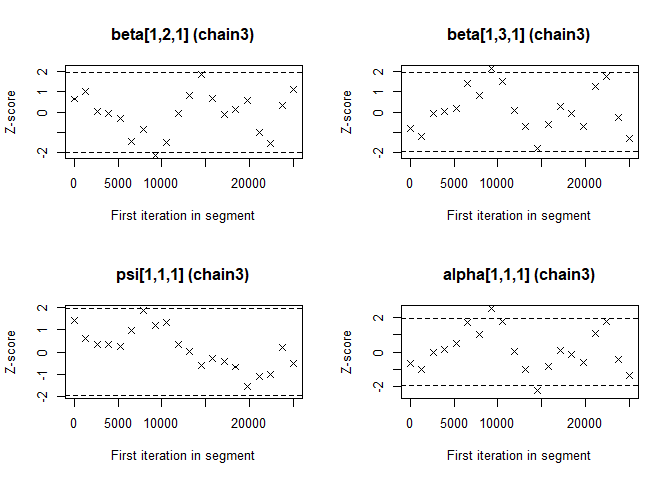 beta[1,2,1] (chain3)
Z-score
2
1
0
-2
0
5000
10000
20000
First iteration in segment
beta[1,3,1] (chain3)
Z-score
2
1
0
-2
0
5000
10000
20000
First iteration in segment
psi[1,1,1] (chain3)
Z-score
2
1
0
-1
-2
0
5000
10000
20000
First iteration in segment
alpha[1,1,1] (chain3)
Z-score
2
0
-2
0
5000
10000
20000
First iteration in segment